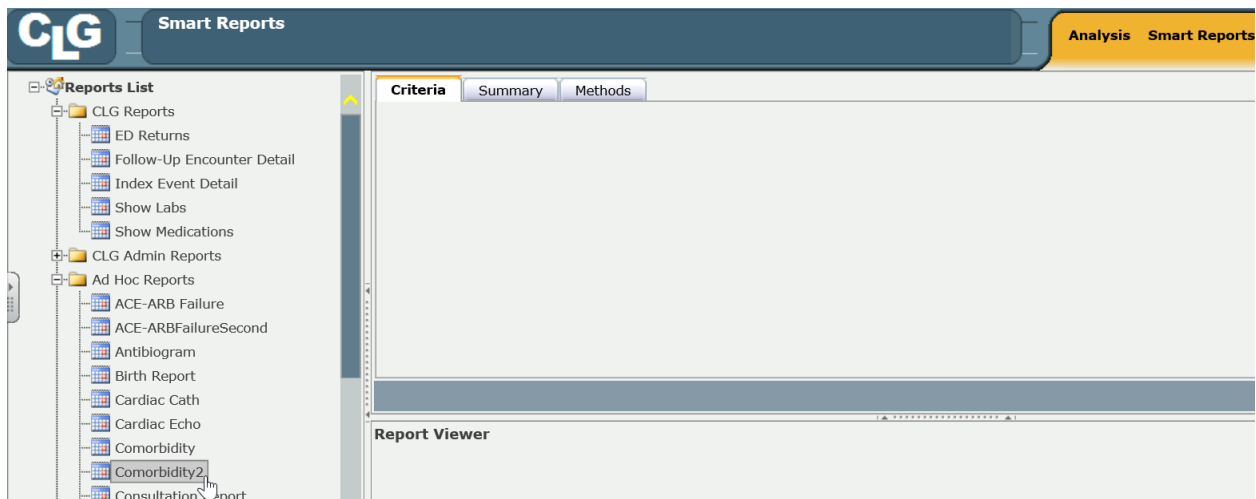 CLG
Smart Reports
Analysis Smart Reports
Reports List
CLG Reports
ED Returns
Follow-Up Encounter Detail
Index Event Detail
Show Labs
Show Medications
CLG Admin Reports
Ad Hoc Reports
ACE-ARB Failure
ACE-ARBFailureSecond
Antibiogram
Birth Report
Cardiac Cath
Cardiac Echo
Comorbidity
Comorbidity2
Consultation
Criteria Summary Methods
Report Viewer